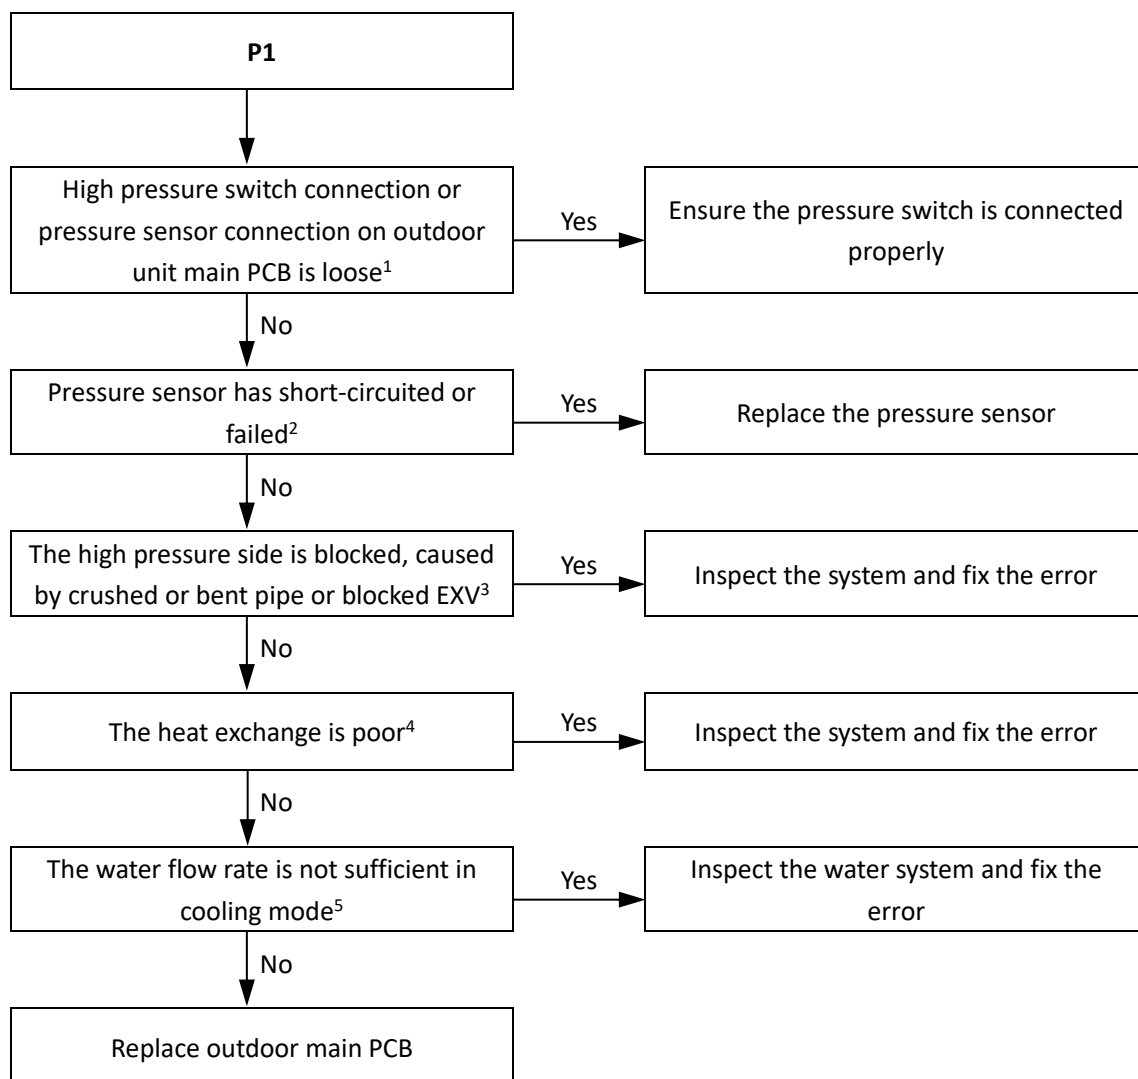 P1
High pressure switch connection or
pressure sensor connection on outdoor
unit main PCB is loose¹
Yes
Ensure the pressure switch is connected
properly
No
Pressure sensor has short-circuited or
failed²
Yes
Replace the pressure sensor
No
The high pressure side is blocked, caused
by crushed or bent pipe or blocked EXV³
Yes
Inspect the system and fix the error
No
The heat exchange is poor⁴
Yes
Inspect the system and fix the error
No
The water flow rate is not sufficient in
cooling mode⁵
Yes
Inspect the water system and fix the
error
No
Replace outdoor main PCB